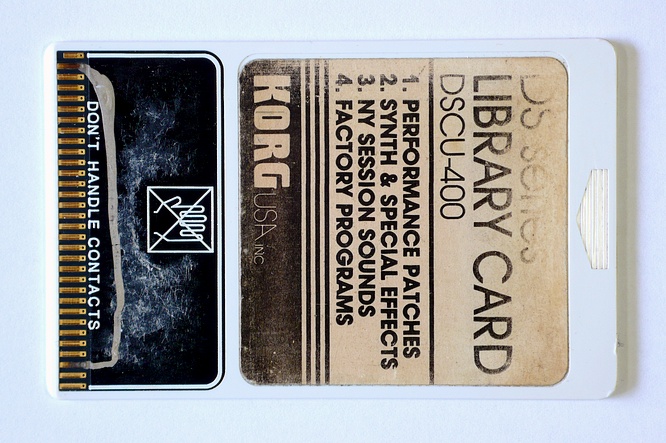 DS series
LIBRARY CARD
DSCU-400
1. PERFORMANCE PATCHES
2. SYNTH & SPECIAL EFFECTS
3. NY SESSION SOUNDS
4. FACTORY PROGRAMS
KORG USA, INC
DON'T HANDLE CONTACTS